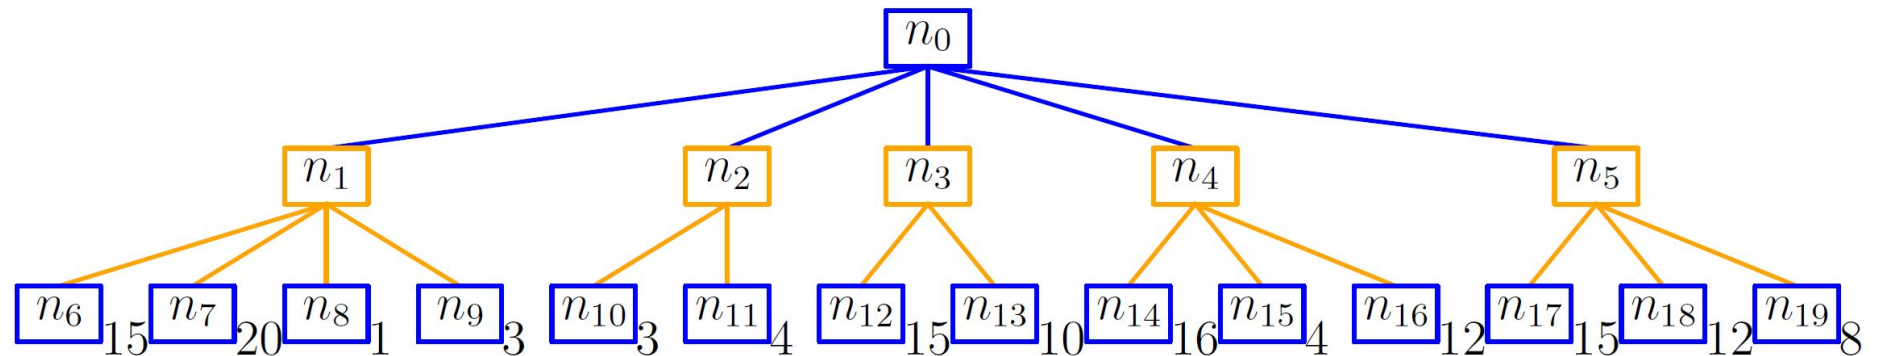 n₀
n₁ n₂ n₃ n₄ n₅
n₆ 15 n₇ 20 n₈ 1 n₉ 3 n₁₀ 3 n₁₁ 4 n₁₂ 15 n₁₃ 10 n₁₄ 16 n₁₅ 4 n₁₆ 12 n₁₇ 15 n₁₈ 12 n₁₉ 8